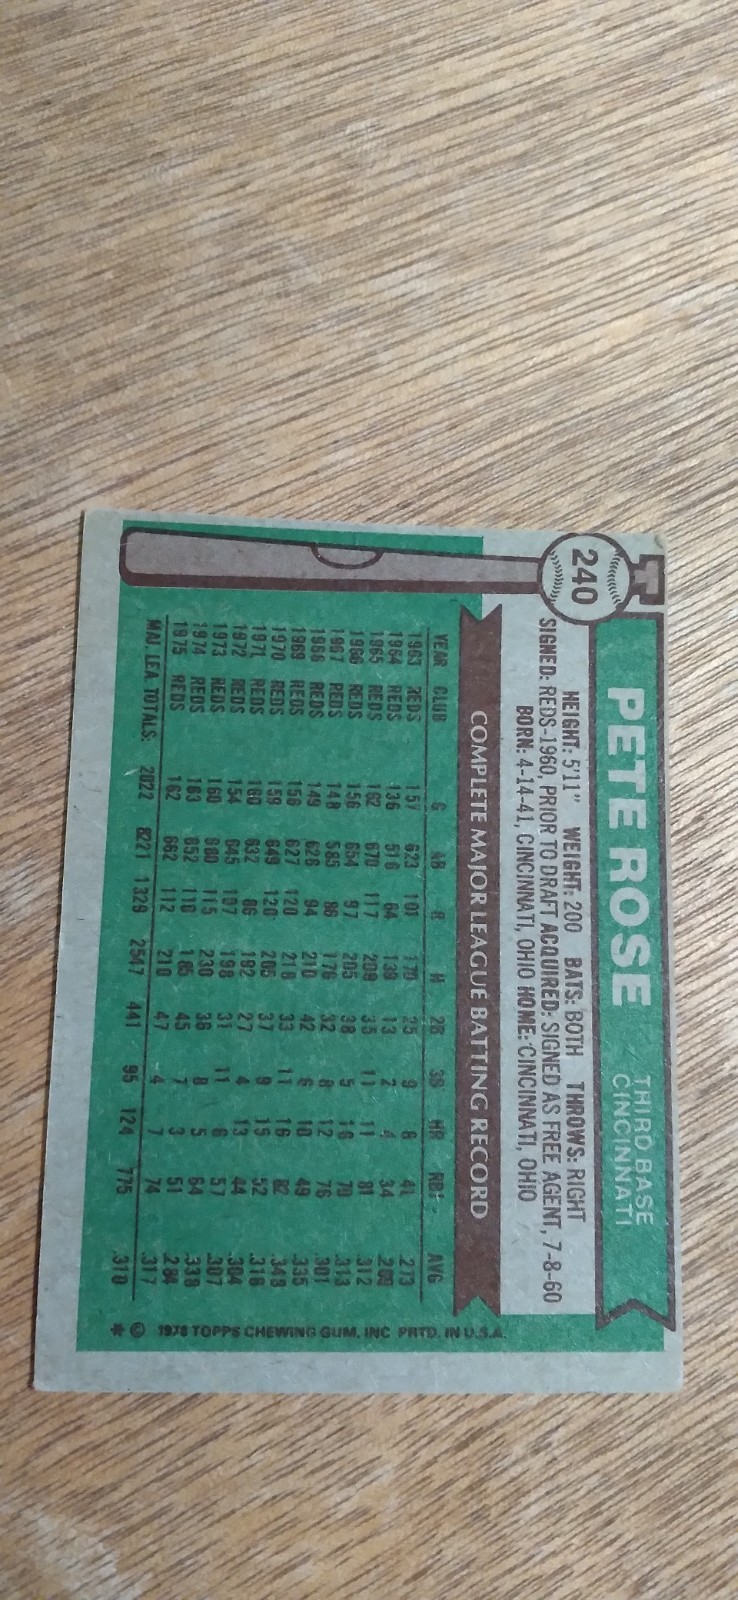 240
PETE ROSE
THIRD BASE
CINCINNATI
HEIGHT: 5'11" WEIGHT: 200 BATS: BOTH THROWS: RIGHT
SIGNED: REDS-1960, PRIOR TO DRAFT ACQUIRED: SIGNED AS FREE AGENT, 7-8-60
BORN: 4-14-41, CINCINNATI, OHIO HOME: CINCINNATI, OHIO
COMPLETE MAJOR LEAGUE BATTING RECORD
YEAR CLUB G AB R H 2B 3B HR RBI AVG
1963 REDS 157 623 101 170 25 9 6 41 .273
1964 REDS 136 516 64 139 13 2 4 34 .269
1965 REDS 162 670 117 209 35 11 11 81 .312
1966 REDS 156 654 97 205 38 5 16 70 .313
1967 REDS 148 585 86 176 32 8 12 76 .301
1968 REDS 149 626 94 210 42 6 10 49 .335
1969 REDS 156 627 120 218 33 11 16 82 .348
1970 REDS 159 649 120 205 37 9 15 52 .316
1971 REDS 160 632 86 192 27 4 13 44 .304
1972 REDS 154 645 107 198 31 11 6 57 .307
1973 REDS 160 680 115 230 36 8 5 64 .338
1974 REDS 163 652 110 185 45 7 3 51 .284
1975 REDS 162 662 112 210 47 4 7 74 .317
MAJ. LEA. TOTALS: 2022 8221 1329 2547 441 95 124 775 .310
* © TOPPS CHEWING GUM, INC PRTD. IN U.S.A.